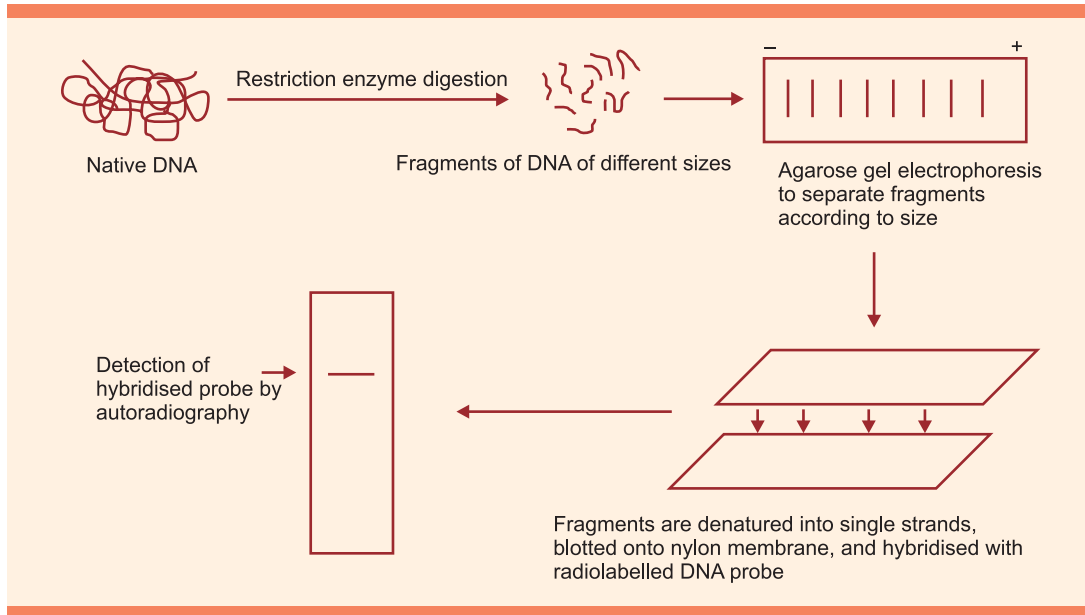 Native DNA
Restriction enzyme digestion
Fragments of DNA of different sizes
– +
Agarose gel electrophoresis
to separate fragments
according to size
Fragments are denatured into single strands,
blotted onto nylon membrane, and hybridised with
radiolabelled DNA probe
Detection of
hybridised probe by
autoradiography